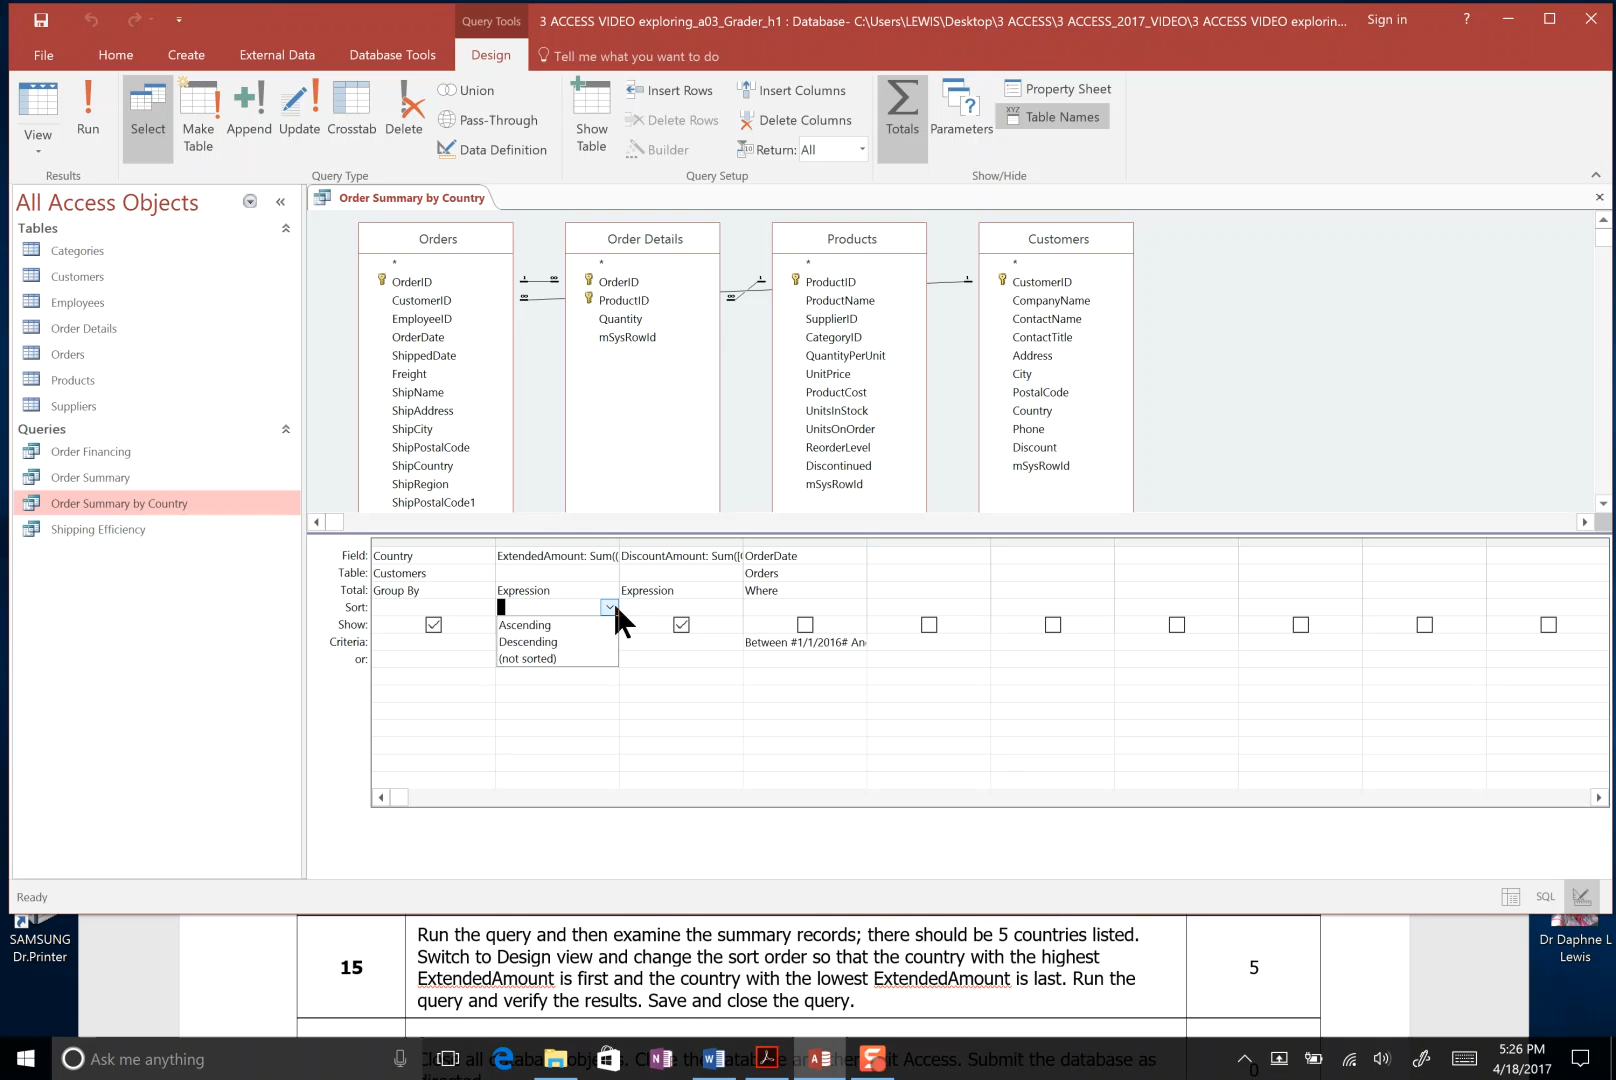 Query Tools
3 ACCESS VIDEO exploring_a03_Grader_h1 : Database- C:\Users\LEWIS\Desktop\3 ACCESS\3 ACCESS_2017_VIDEO\3 ACCESS VIDEO explorin...
Sign in
?
File
Home
Create
External Data
Database Tools
Design
Tell me what you want to do
View
Run
Select
Make Table
Append
Update
Crosstab
Delete
Union
Pass-Through
Data Definition
Show Table
Insert Rows
Delete Rows
Builder
Insert Columns
Delete Columns
Return: All
Totals
Parameters
Property Sheet
Table Names
Results
Query Type
Query Setup
Show/Hide
All Access Objects
Tables
Categories
Customers
Employees
Order Details
Orders
Products
Suppliers
Queries
Order Financing
Order Summary
Order Summary by Country
Shipping Efficiency
Order Summary by Country
Orders
*
OrderID
CustomerID
EmployeeID
OrderDate
ShippedDate
Freight
ShipName
ShipAddress
ShipCity
ShipPostalCode
ShipCountry
ShipRegion
ShipPostalCode1
Order Details
*
OrderID
ProductID
Quantity
mSysRowId
Products
*
ProductID
ProductName
SupplierID
CategoryID
QuantityPerUnit
UnitPrice
ProductCost
UnitsInStock
UnitsOnOrder
ReorderLevel
Discontinued
mSysRowId
Customers
*
CustomerID
CompanyName
ContactName
ContactTitle
Address
City
PostalCode
Country
Phone
Discount
mSysRowId
Field: Country ExtendedAmount: Sum(( DiscountAmount: Sum([ OrderDate
Table: Customers Orders
Total: Group By Expression Expression Where
Sort:
Show: Ascending
Criteria: Descending Between #1/1/2016# An
or: (not sorted)
Ready
SQL
SAMSUNG
Dr.Printer
15
Run the query and then examine the summary records; there should be 5 countries listed.
Switch to Design view and change the sort order so that the country with the highest
ExtendedAmount is first and the country with the lowest ExtendedAmount is last. Run the
query and verify the results. Save and close the query.
5
Dr Daphne L
Lewis
Ask me anything
all
Exit Access. Submit the database as
5:26 PM
4/18/2017